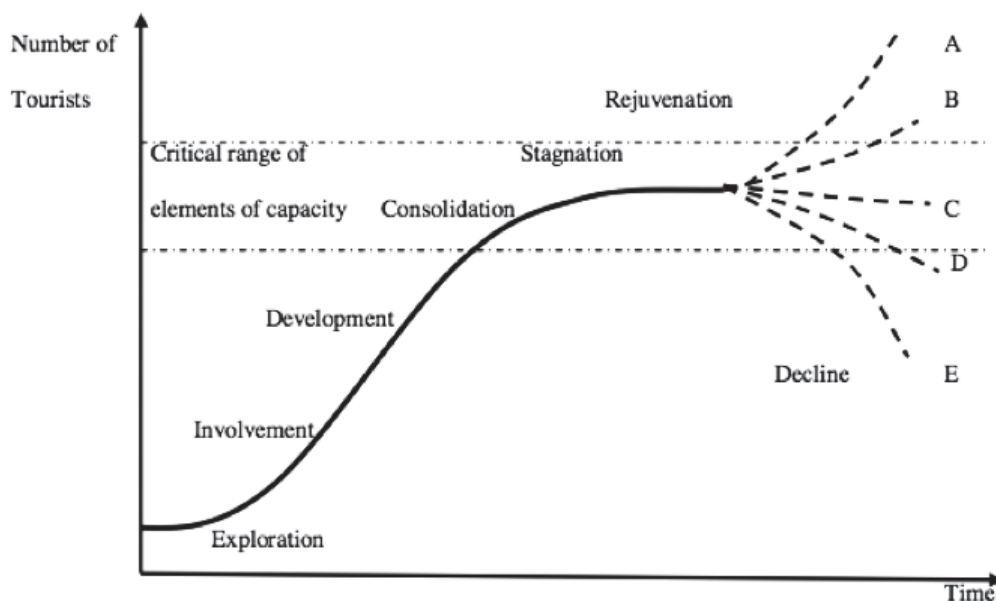 Number of
A
Tourists
Rejuvenation
B
Critical range of
Stagnation
elements of capacity
Consolidation
C
D
Development
Decline
E
Involvement
Exploration
Time